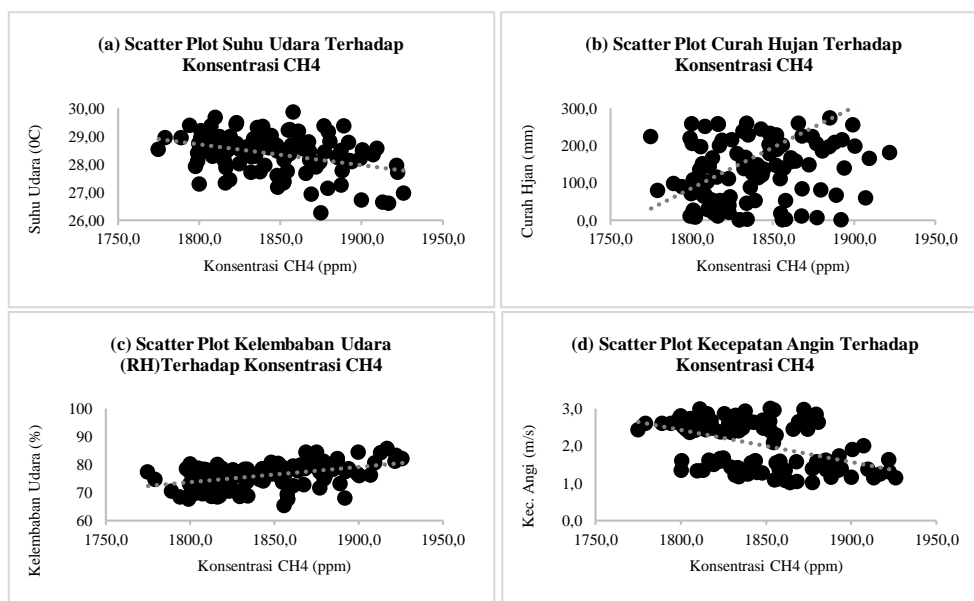 (a) Scatter Plot Suhu Udara Terhadap
Konsentrasi CH4
30,00
29,00
28,00
27,00
26,00
Suhu Udara (0C)
1750,0 1800,0 1850,0 1900,0 1950,0
Konsentrasi CH4 (ppm)
(b) Scatter Plot Curah Hujan Terhadap
Konsentrasi CH4
300,0
200,0
100,0
0,0
Curah Hjan (mm)
1750,0 1800,0 1850,0 1900,0 1950,0
Konsentrasi CH4 (ppm)
(c) Scatter Plot Kelembaban Udara
(RH)Terhadap Konsentrasi CH4
100
90
80
70
60
Kelembaban Udara (%)
1750,0 1800,0 1850,0 1900,0 1950,0
Konsentrasi CH4 (ppm)
(d) Scatter Plot Kecepatan Angin Terhadap
Konsentrasi CH4
3,0
2,0
1,0
0,0
Kec. Angi (m/s)
1750,0 1800,0 1850,0 1900,0 1950,0
Konsentrasi CH4 (ppm)